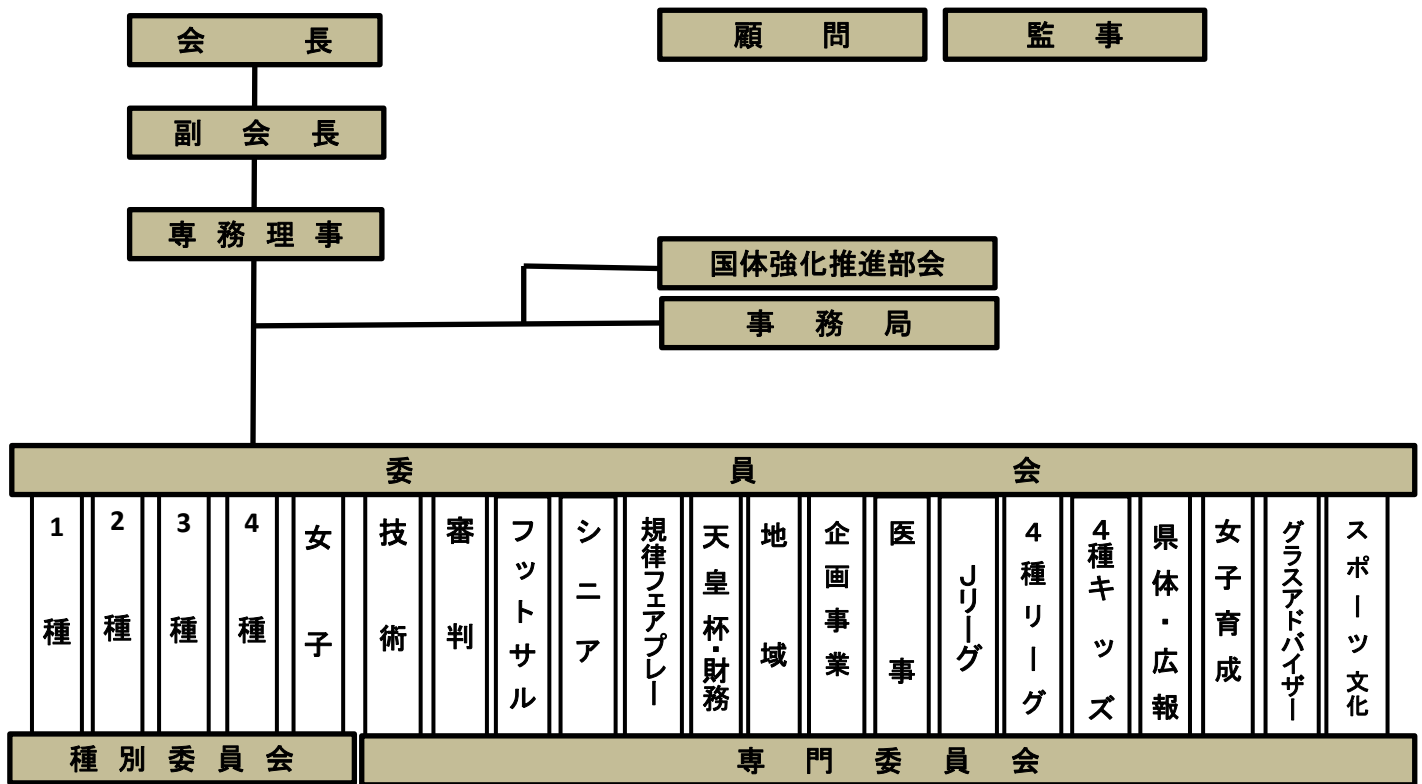 会長
顧問
監事
副会長
専務理事
国体強化推進部会
事務局
委員会
1種
2種
3種
4種
女子
技術
審判
フットサル
シニア
規律フェアプレー
天皇杯・財務
地域
企画事業
医事
Jリーグ
４種リーグ
４種キッズ
県体・広報
女子育成
グラスアドバイザー
スポーツ文化
種別委員会
専門委員会